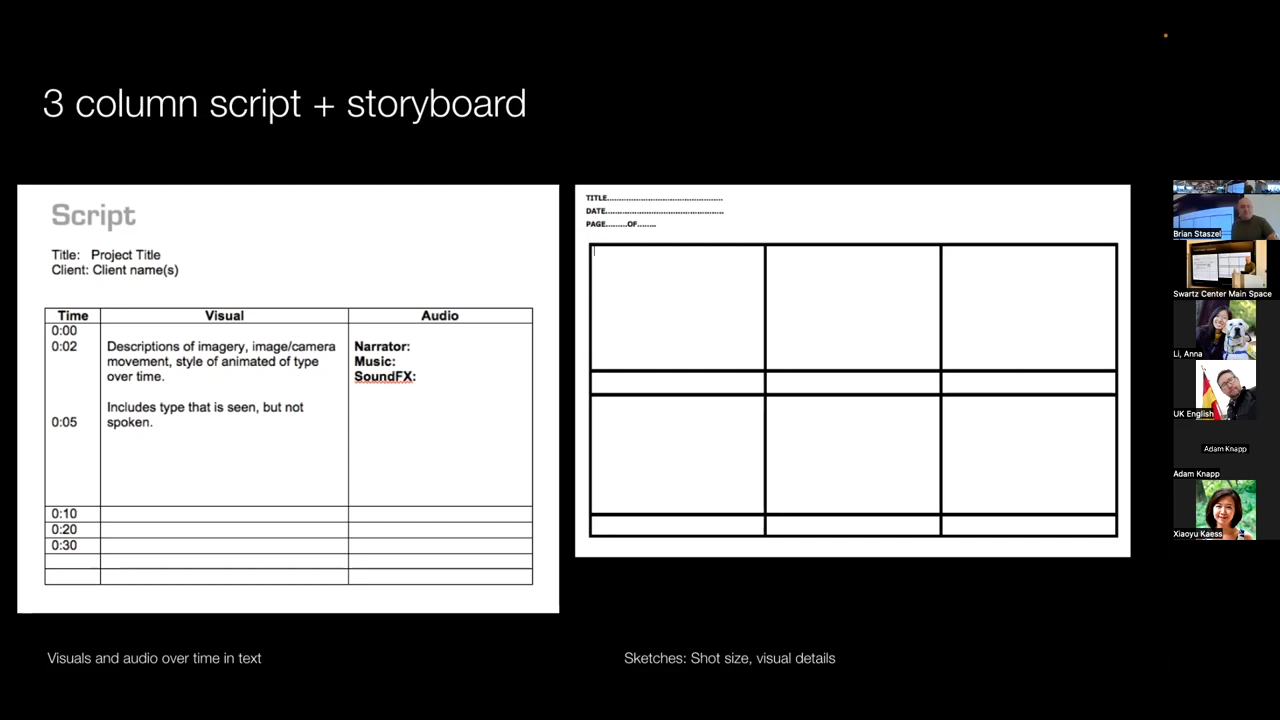 3 column script + storyboard
Script
Title: Project Title
Client: Client name(s)
Time Visual Audio
0:00
0:02 Descriptions of imagery, image/camera Narrator:
movement, style of animated of type Music:
over time. SoundFX:
Includes type that is seen, but not
0:05 spoken.
0:10
0:20
0:30
TITLE................................................
DATE.................................................
PAGE.........OF........
Visuals and audio over time in text
Sketches: Shot size, visual details
Brian Staszel
Swartz Center Main Space
Li, Anna
UK English
Adam Knapp
Adam Knapp
Xiaoyu Kaess